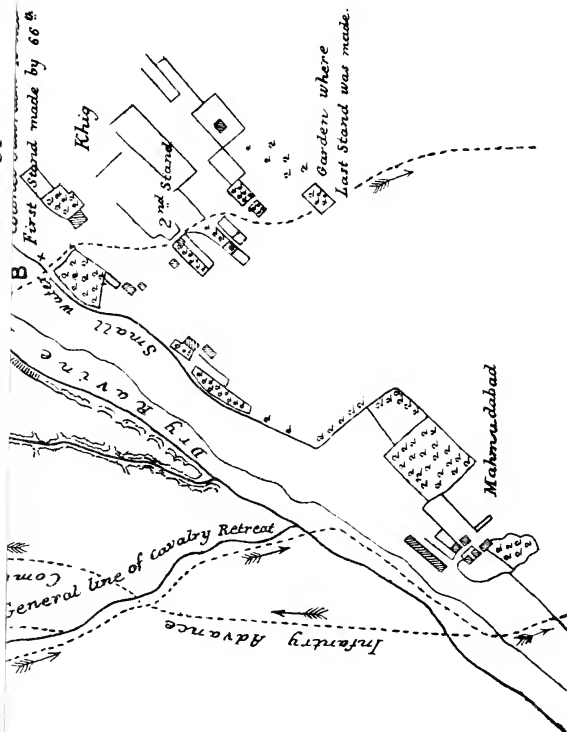 First Stand made by 66th
B
Khig
2nd Stand
Garden where
Last Stand was made.
Small
water
Dry Ravine
Mahmudabad
General line of Cavalry Retreat
Infantry Advance